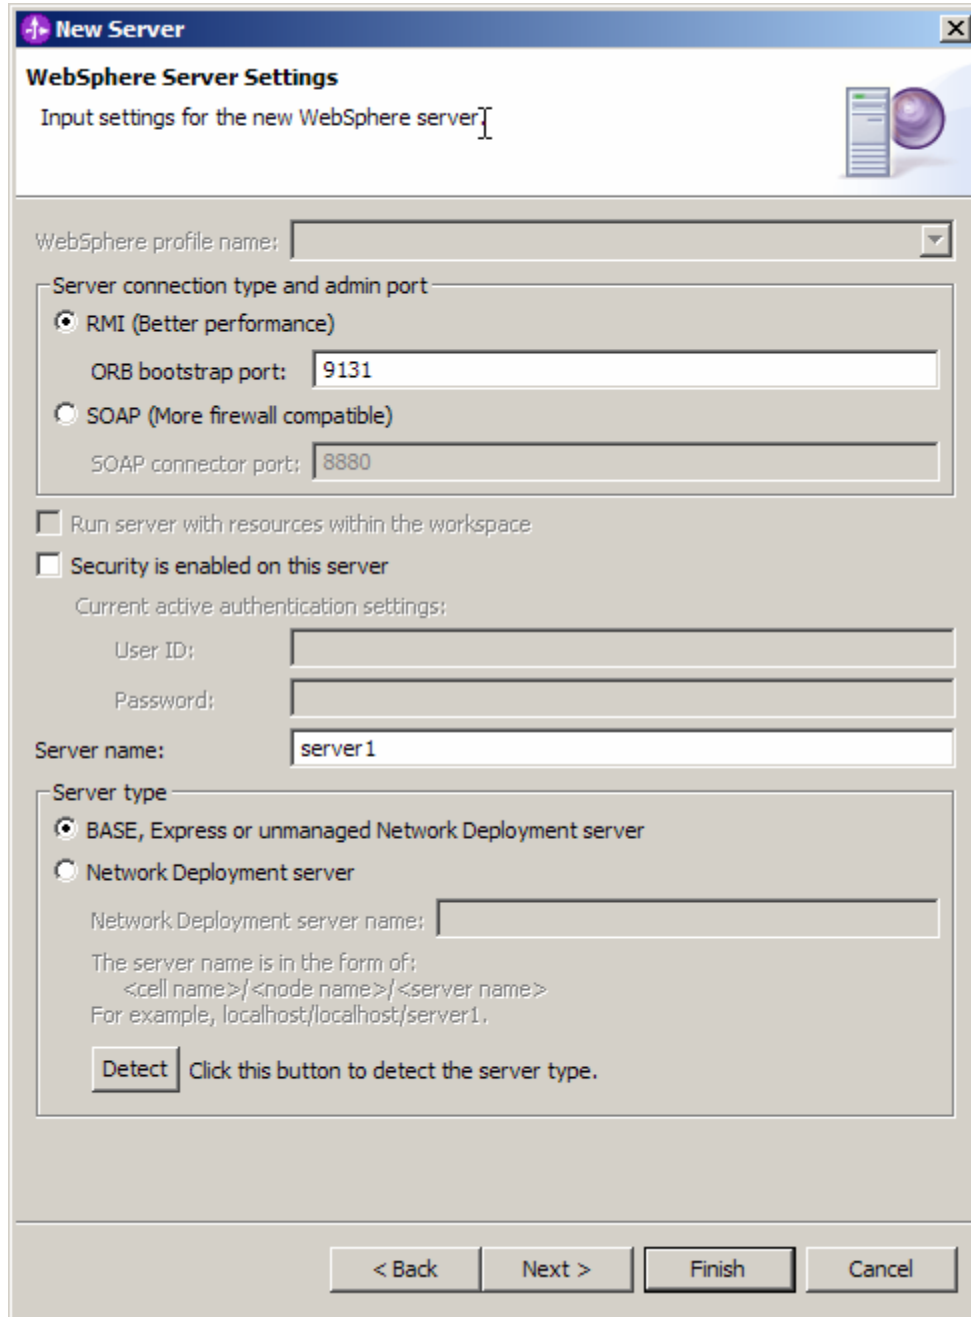 New Server
WebSphere Server Settings
Input settings for the new WebSphere server.
WebSphere profile name:
Server connection type and admin port
RMI (Better performance)
ORB bootstrap port: 9131
SOAP (More firewall compatible)
SOAP connector port: 8880
Run server with resources within the workspace
Security is enabled on this server
Current active authentication settings:
User ID:
Password:
Server name: server1
Server type
BASE, Express or unmanaged Network Deployment server
Network Deployment server
Network Deployment server name:
The server name is in the form of:
<cell name>/<node name>/<server name>
For example, localhost/localhost/server1.
Detect Click this button to detect the server type.
< Back Next > Finish Cancel